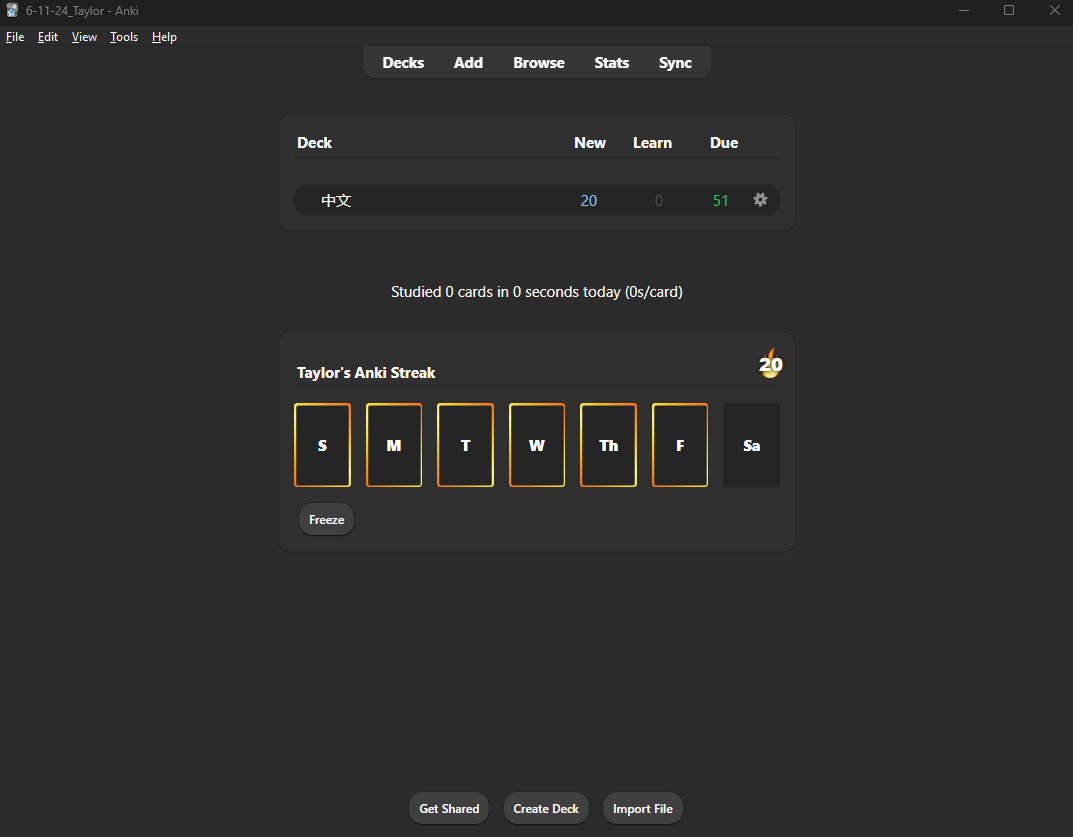 6-11-24_Taylor - Anki
File Edit View Tools Help
Decks Add Browse Stats Sync
Deck New Learn Due
中文 20 0 51
Studied 0 cards in 0 seconds today (0s/card)
20
Taylor's Anki Streak
S M T W Th F Sa
Freeze
Get Shared Create Deck Import File